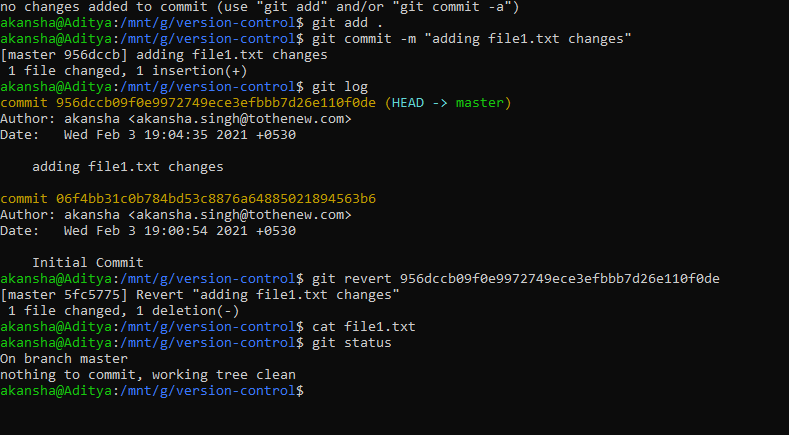 no changes added to commit (use "git add" and/or "git commit -a")
akansha@Aditya:/mnt/g/version-control$ git add .
akansha@Aditya:/mnt/g/version-control$ git commit -m "adding file1.txt changes"
[master 956dccb] adding file1.txt changes
 1 file changed, 1 insertion(+)
akansha@Aditya:/mnt/g/version-control$ git log
commit 956dccb09f0e9972749ece3efbbb7d26e110f0de (HEAD -> master)
Author: akansha <akansha.singh@tothenew.com>
Date:   Wed Feb 3 19:04:35 2021 +0530

    adding file1.txt changes

commit 06f4bb31c0b784bd53c8876a64885021894563b6
Author: akansha <akansha.singh@tothenew.com>
Date:   Wed Feb 3 19:00:54 2021 +0530

    Initial Commit
akansha@Aditya:/mnt/g/version-control$ git revert 956dccb09f0e9972749ece3efbbb7d26e110f0de
[master 5fc5775] Revert "adding file1.txt changes"
 1 file changed, 1 deletion(-)
akansha@Aditya:/mnt/g/version-control$ cat file1.txt
akansha@Aditya:/mnt/g/version-control$ git status
On branch master
nothing to commit, working tree clean
akansha@Aditya:/mnt/g/version-control$